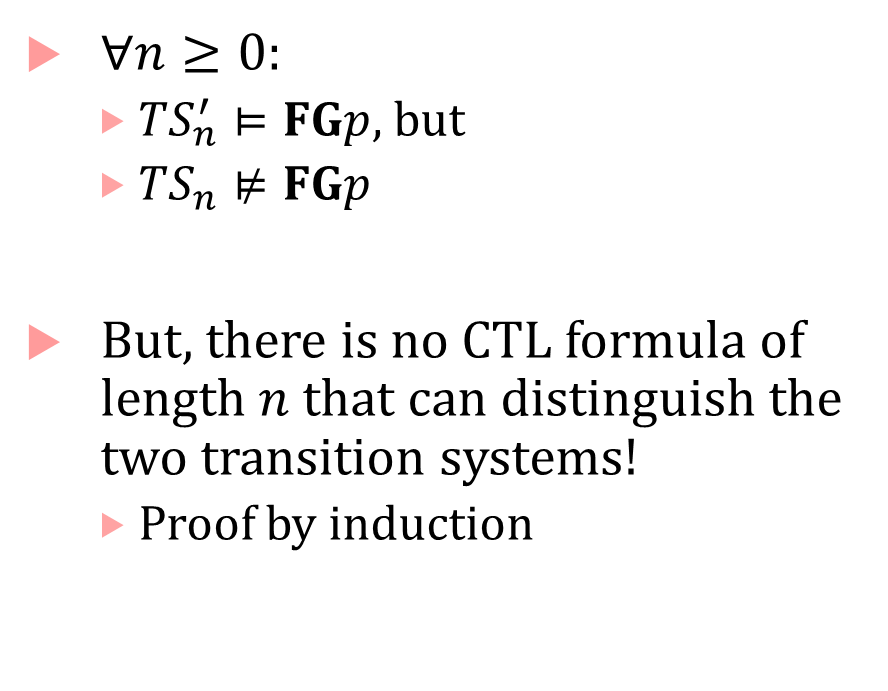 ∀n ≥ 0:
TS′ₙ ⊨ FGp, but
TSₙ ⊭ FGp
But, there is no CTL formula of
length n that can distinguish the
two transition systems!
Proof by induction